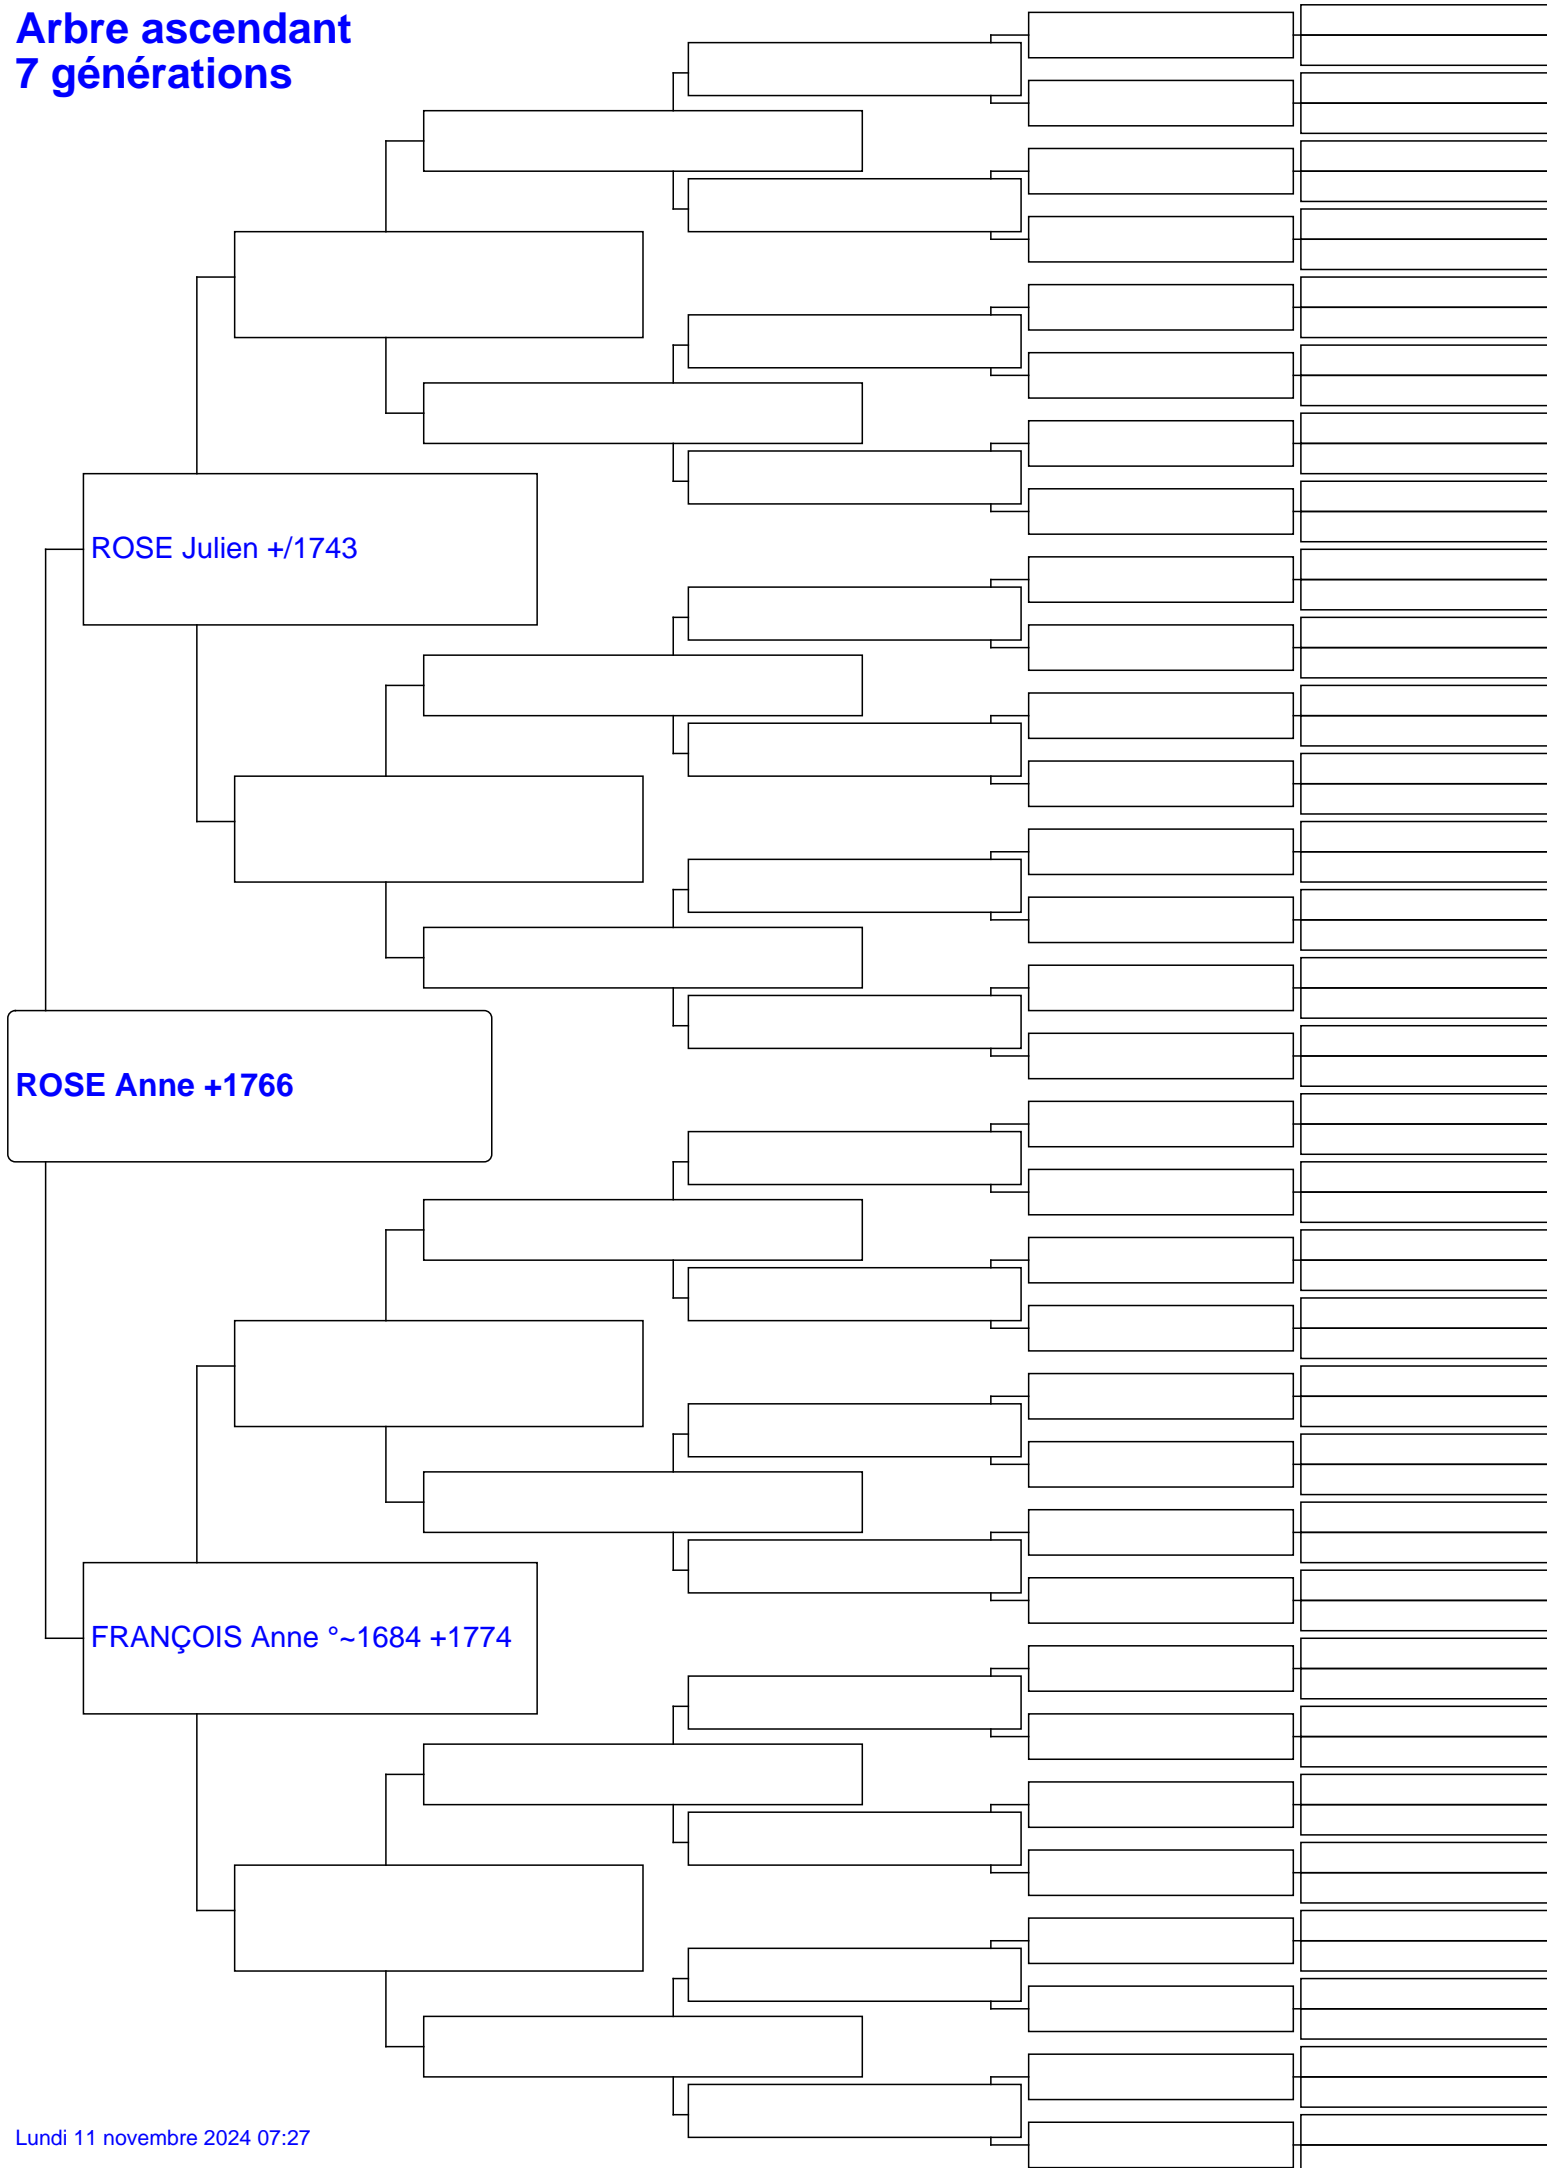 Arbre ascendant
7 générations
ROSE Julien +/1743
ROSE Anne +1766
FRANÇOIS Anne °~1684 +1774
Lundi 11 novembre 2024 07:27